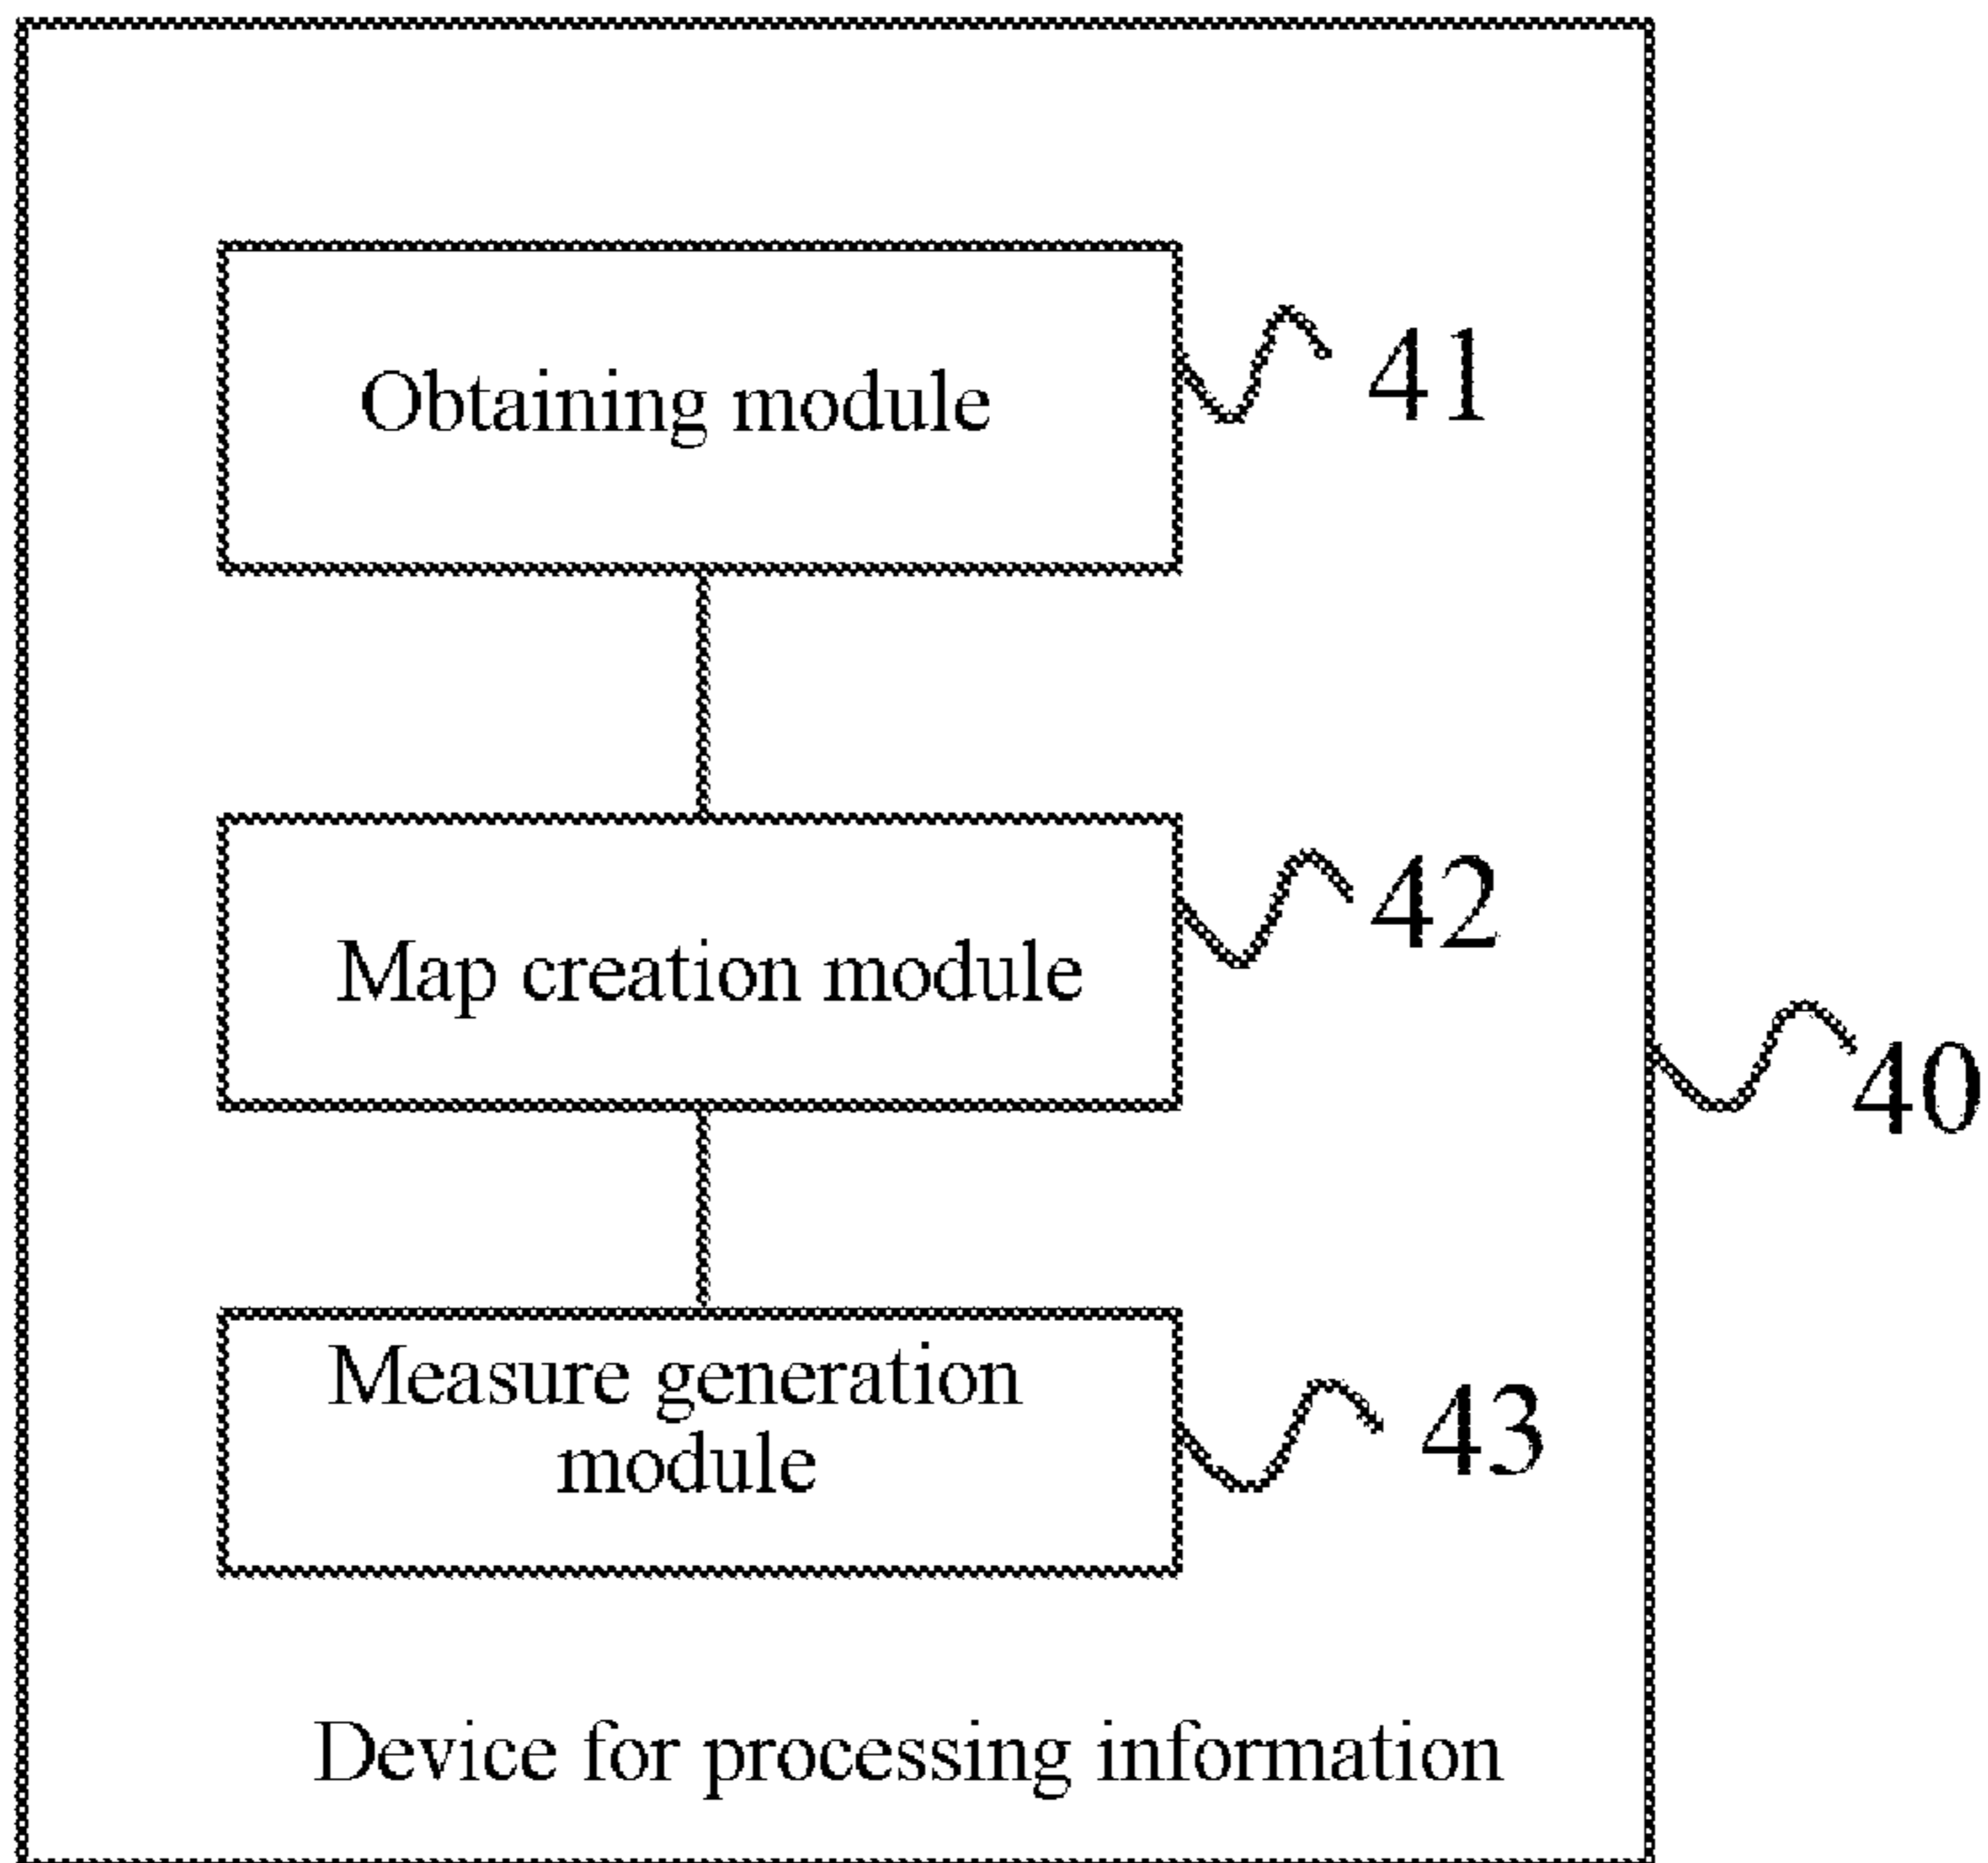 Obtaining module
41
Map creation module
42
40
Measure generation
module
43
Device for processing information